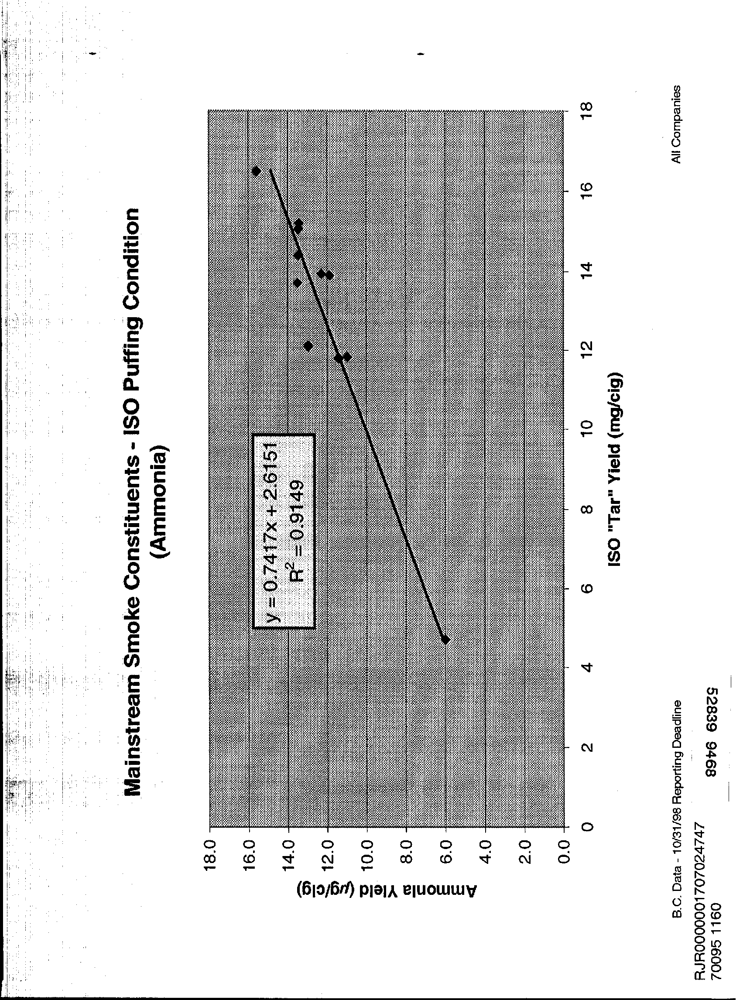 Mainstream Smoke Constituents - ISO Puffing Condition
(Ammonia)
18.0
16.0
14.0
12.0
10.0
8.0
6.0
4.0
2.0
0.0
Ammonia Yield (µg/cig)
y = 0.7417x + 2.6151
R² = 0.9149
0 2 4 6 8 10 12 14 16 18
ISO "Tar" Yield (mg/cig)
B.C. Data - 10/31/98 Reporting Deadline
All Companies
RJR0000001707024747
70095 1160
52839 9468